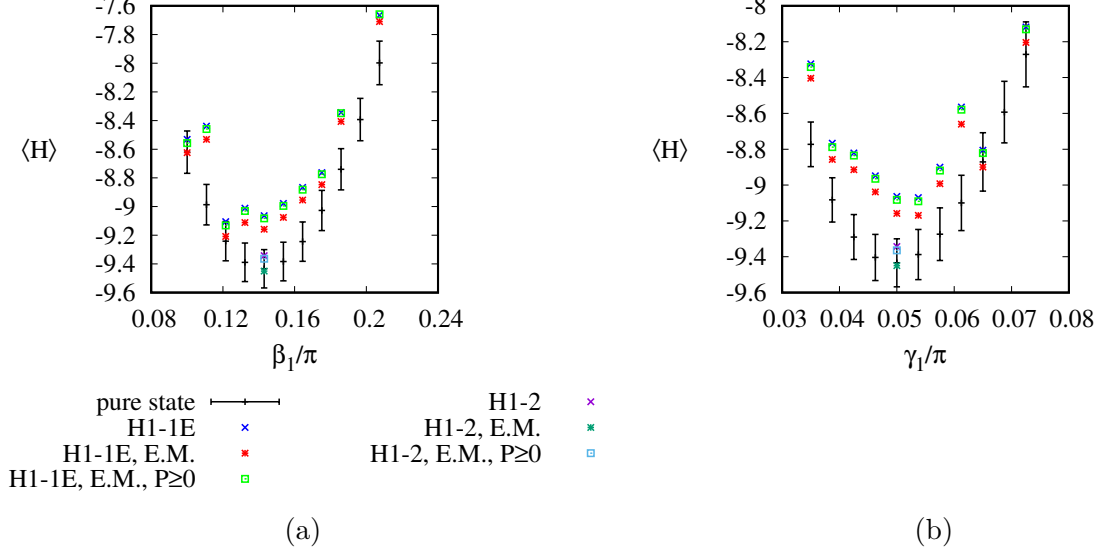 -7.6
-7.8
-8
-8.2
-8.4
-8.6
-8.8
-9
-9.2
-9.4
-9.6
⟨H⟩
0.08 0.12 0.16 0.2 0.24
β1/π
-8
-8.2
-8.4
-8.6
-8.8
-9
-9.2
-9.4
-9.6
⟨H⟩
0.03 0.04 0.05 0.06 0.07 0.08
γ1/π
pure state
H1-1E
H1-1E, E.M.
H1-1E, E.M., P≥0
H1-2
H1-2, E.M.
H1-2, E.M., P≥0
(a)
(b)